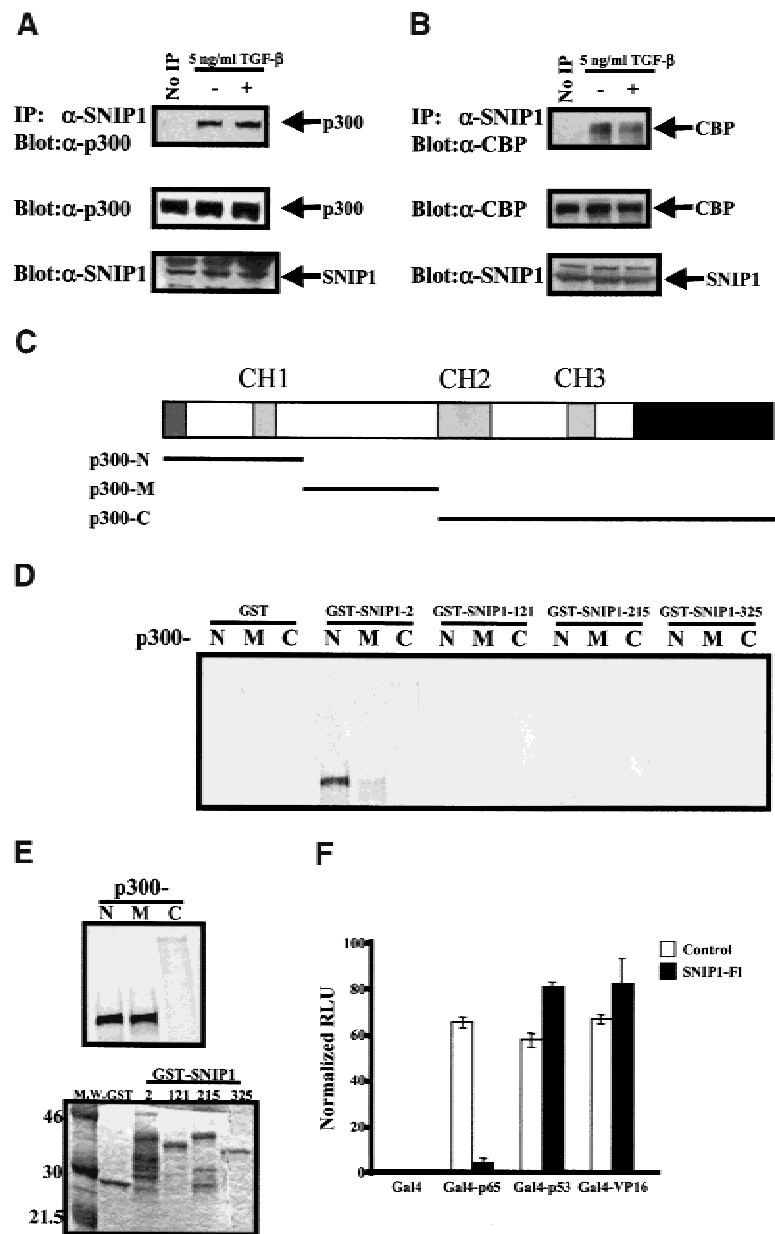 A
No IP
5 ng/ml TGF-β
- +
IP: α-SNIP1
Blot:α-p300
p300
Blot:α-p300
p300
Blot:α-SNIP1
SNIP1
B
No IP
5 ng/ml TGF-β
- +
IP: α-SNIP1
Blot:α-CBP
CBP
Blot:α-CBP
CBP
Blot:α-SNIP1
SNIP1
C
CH1 CH2 CH3
p300-N
p300-M
p300-C
D
GST GST-SNIP1-2 GST-SNIP1-121 GST-SNIP1-215 GST-SNIP1-325
p300- N M C N M C N M C N M C N M C
E
p300-
N M C
GST-SNIP1
M.W.GST 2 121 215 325
46
30
21.5
F
Normalized RLU
100
80
60
40
20
0
Control
SNIP1-Fl
Gal4 Gal4-p65 Gal4-p53 Gal4-VP16